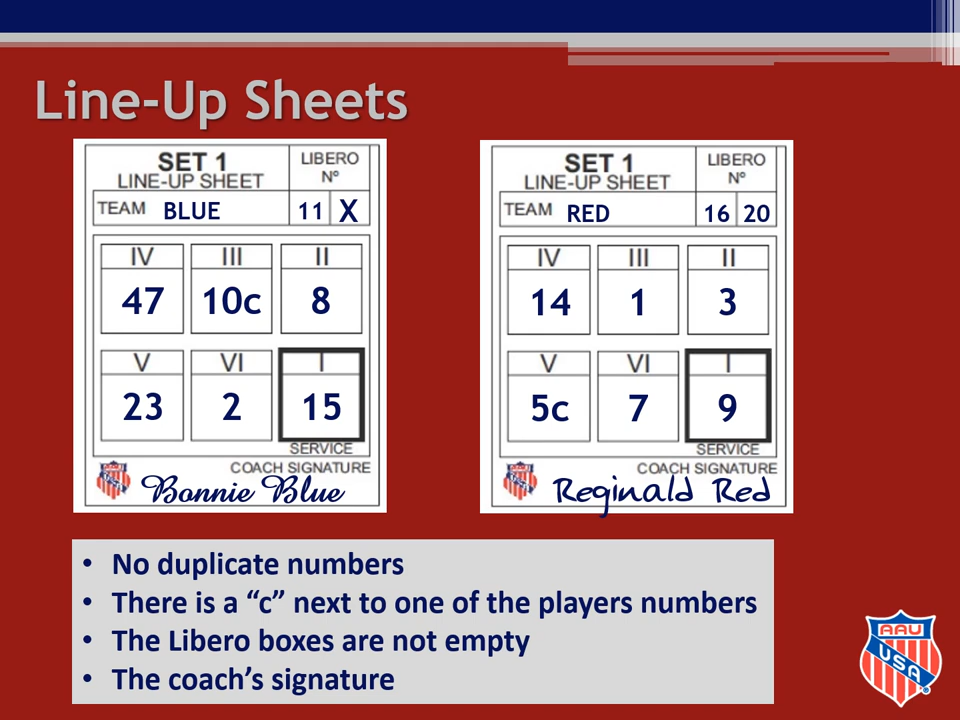 Line-Up Sheets
SET 1
LINE-UP SHEET
LIBERO
Nº
TEAM BLUE 11 X
IV III II
47 10c 8
V VI I
23 2 15
SERVICE
COACH SIGNATURE
Bonnie Blue
SET 1
LINE-UP SHEET
LIBERO
Nº
TEAM RED 16 20
IV III II
14 1 3
V VI I
5c 7 9
SERVICE
COACH SIGNATURE
Reginald Red
• No duplicate numbers
• There is a “c” next to one of the players numbers
• The Libero boxes are not empty
• The coach’s signature
AAU
USA